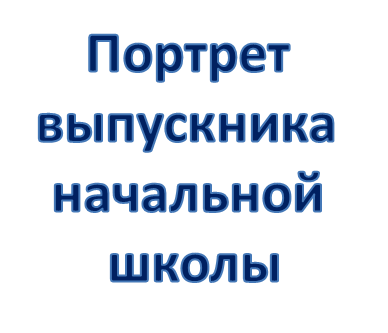 Портрет
выпускника
начальной
школы